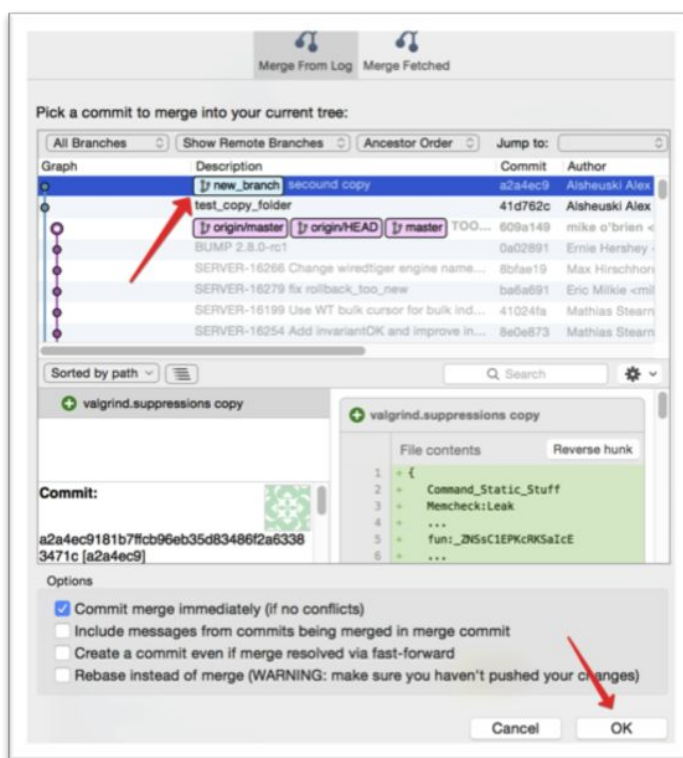 Merge From Log Merge Fetched
Pick a commit to merge into your current tree:
All Branches Show Remote Branches Ancestor Order Jump to:
Graph Description Commit Author
new_branch secound copy a2a4ec9 Alsheuski Alex
test_copy_folder 41d762c Alsheuski Alex
origin/master origin/HEAD master TOO... 609a149 mike o'brien <
BUMP 2.8.0-rc1 0a02891 Ernie Hershey
SERVER-16266 Change wiredtiger engine name... 8bfae19 Max Hirschhorn
SERVER-16279 fix rollback_too_new ba6a691 Eric Milkie <mil
SERVER-16199 Use WT bulk cursor for bulk ind... 41024fa Mathias Stearn
SERVER-16254 Add invariantOK and improve in... 8e0e873 Mathias Stearn
Sorted by path Search
valgrind.suppressions copy
valgrind.suppressions copy
File contents Reverse hunk
1 + {
2 + Command_Static_Stuff
3 + Memcheck:Leak
4 + ...
5 + fun:_ZNSsC1EPKcRKSaIcE
6 + ...
Commit:
a2a4ec9181b7ffcb96eb35d83486f2a6338
3471c [a2a4ec9]
Options
Commit merge immediately (if no conflicts)
Include messages from commits being merged in merge commit
Create a commit even if merge resolved via fast-forward
Rebase instead of merge (WARNING: make sure you haven't pushed your changes)
Cancel OK